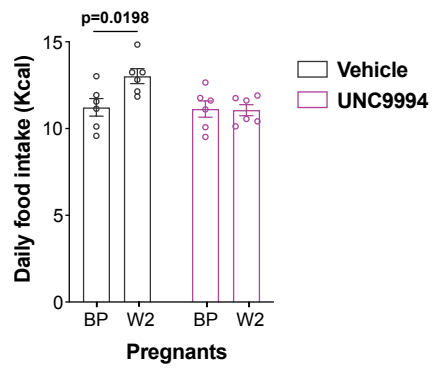 p=0.0198
15
10
5
0
Daily food intake (Kcal)
BP W2 BP W2
Pregnants
Vehicle
UNC9994